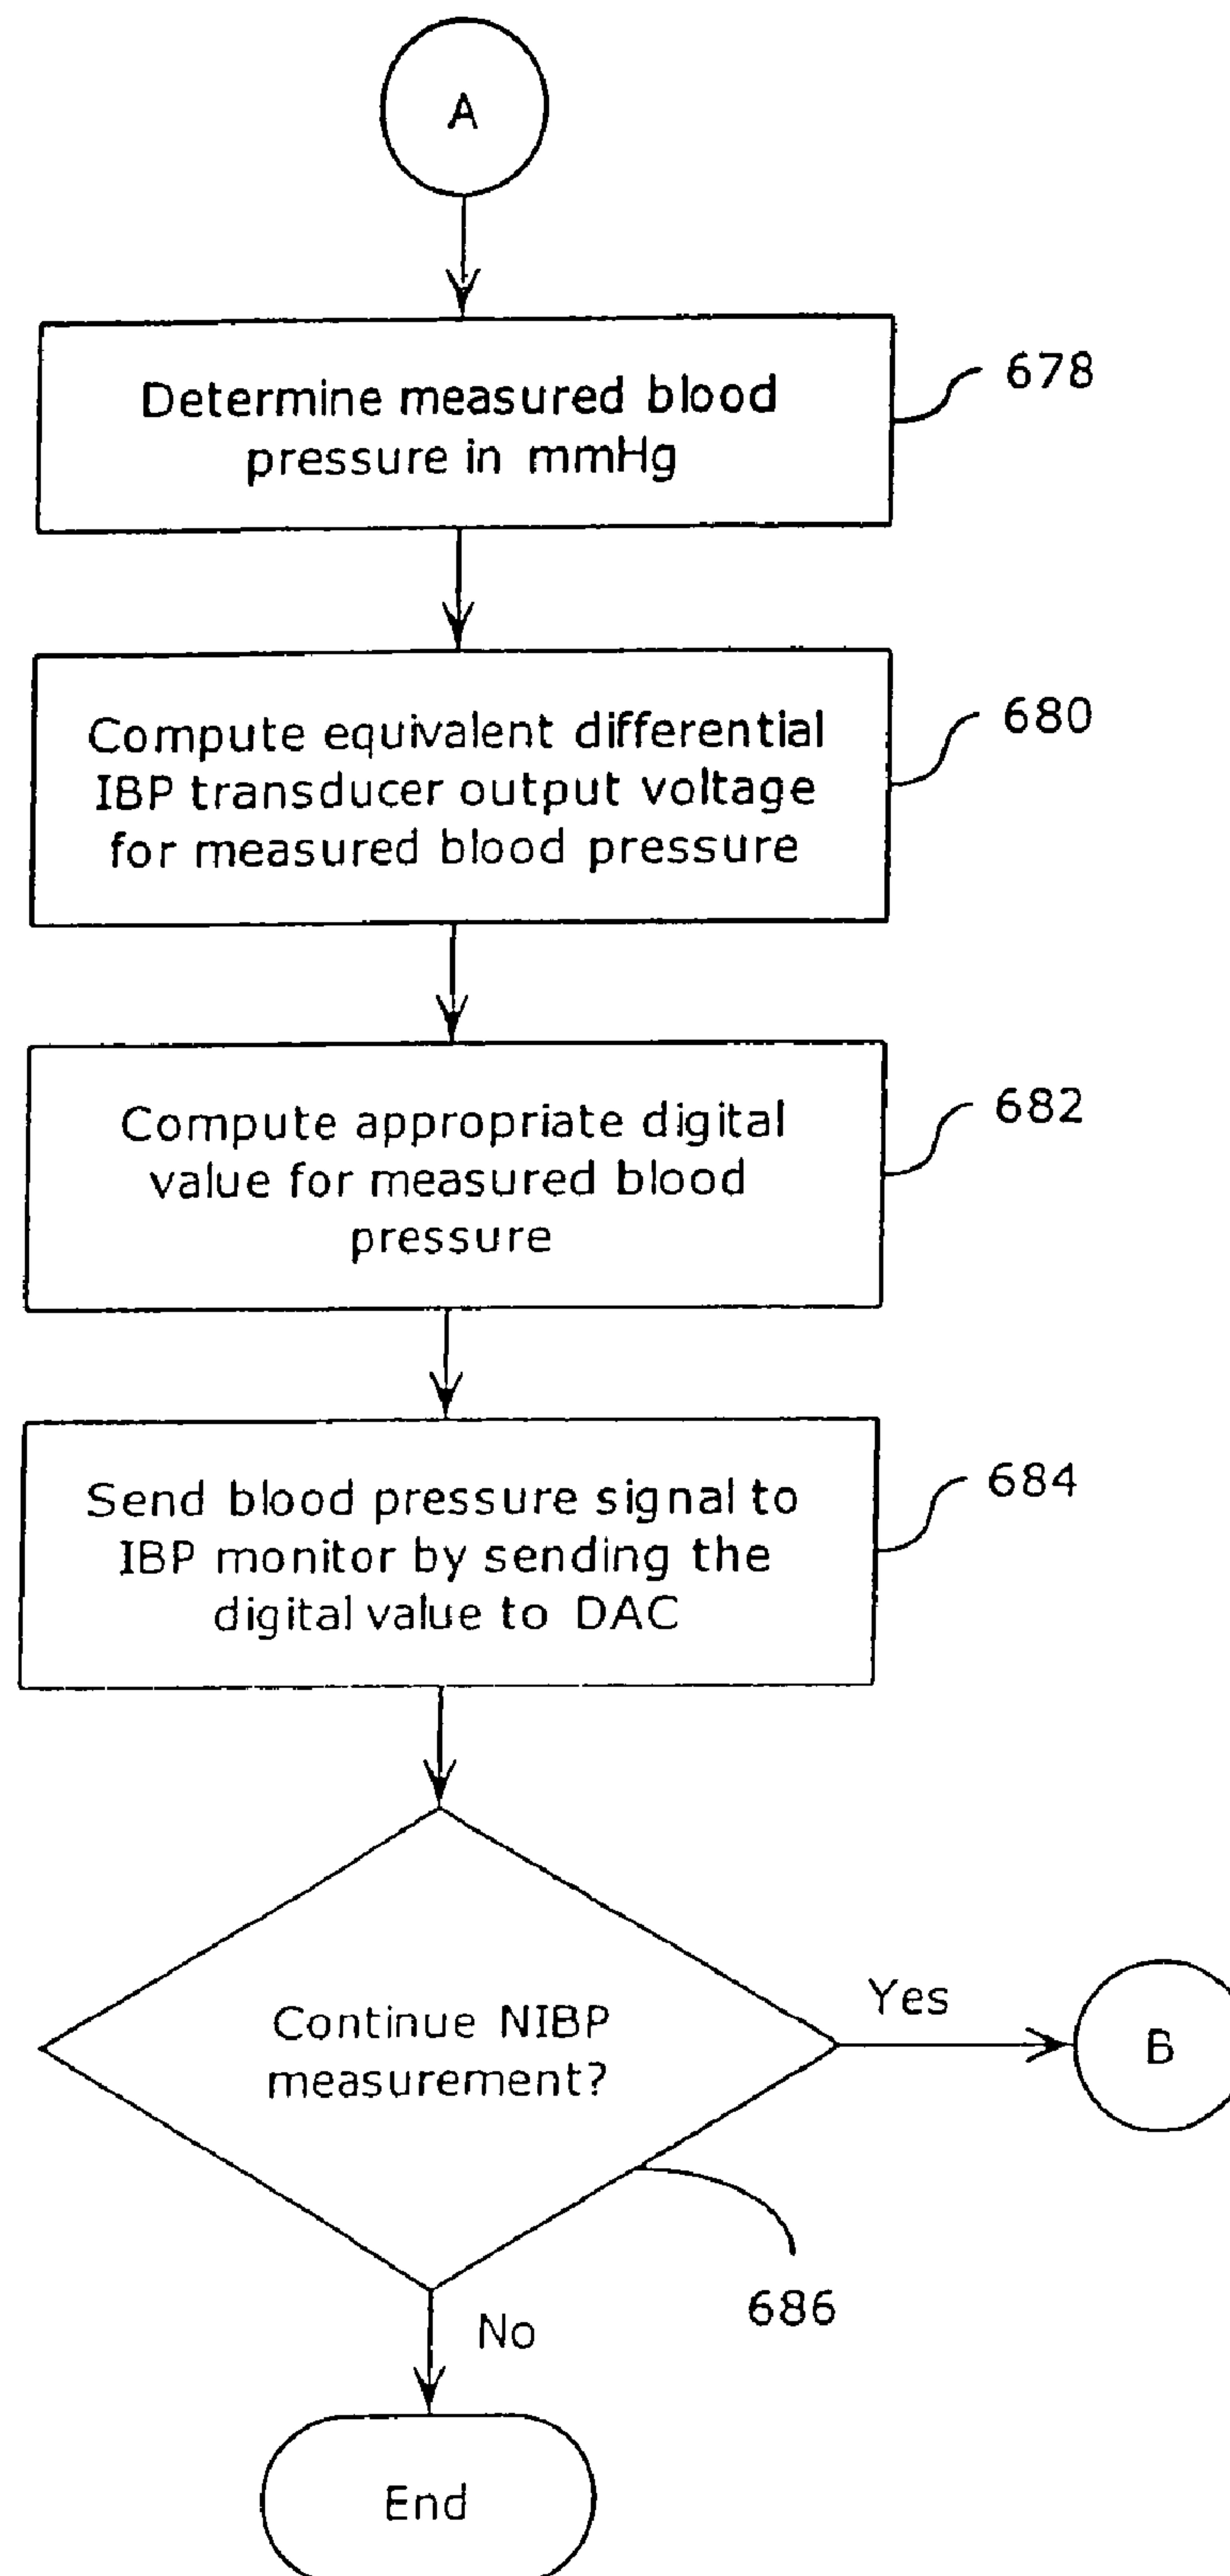 A
Determine measured blood
pressure in mmHg
678
Compute equivalent differential
IBP transducer output voltage
for measured blood pressure
680
Compute appropriate digital
value for measured blood
pressure
682
Send blood pressure signal to
IBP monitor by sending the
digital value to DAC
684
Continue NIBP
measurement?
Yes
B
686
No
End